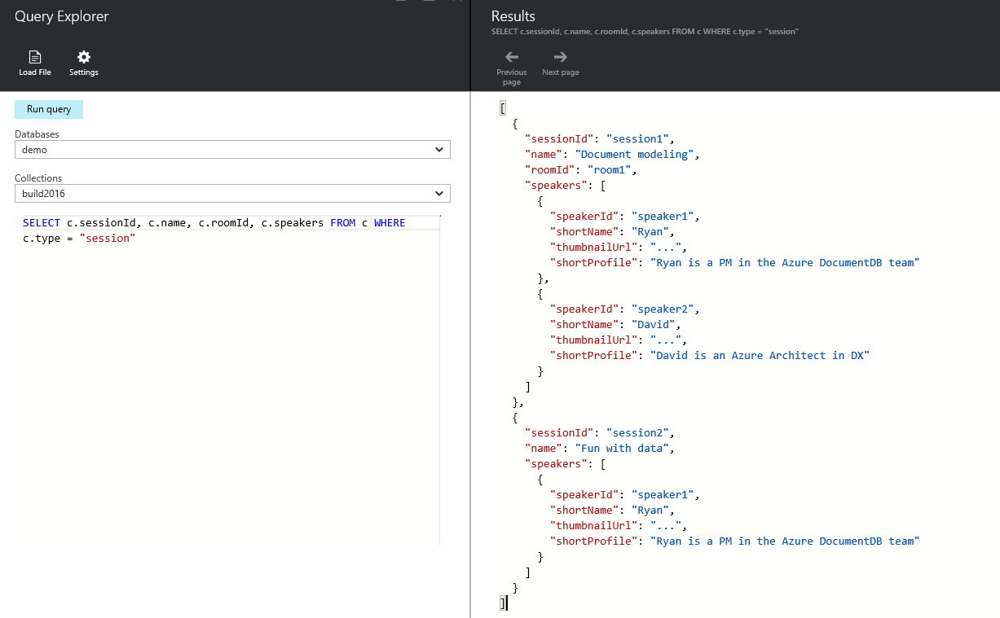 Query Explorer
Load File
Settings
Run query
Databases
demo
Collections
build2016
SELECT c.sessionId, c.name, c.roomId, c.speakers FROM c WHERE
c.type = "session"
Results
SELECT c.sessionId, c.name, c.roomId, c.speakers FROM c WHERE c.type = "session"
Previous
page
Next page
[
{
"sessionId": "session1",
"name": "Document modeling",
"roomId": "room1",
"speakers": [
{
"speakerId": "speaker1",
"shortName": "Ryan",
"thumbnailUrl": "...",
"shortProfile": "Ryan is a PM in the Azure DocumentDB team"
},
{
"speakerId": "speaker2",
"shortName": "David",
"thumbnailUrl": "...",
"shortProfile": "David is an Azure Architect in DX"
}
]
},
{
"sessionId": "session2",
"name": "Fun with data",
"speakers": [
{
"speakerId": "speaker1",
"shortName": "Ryan",
"thumbnailUrl": "...",
"shortProfile": "Ryan is a PM in the Azure DocumentDB team"
}
]
}
]